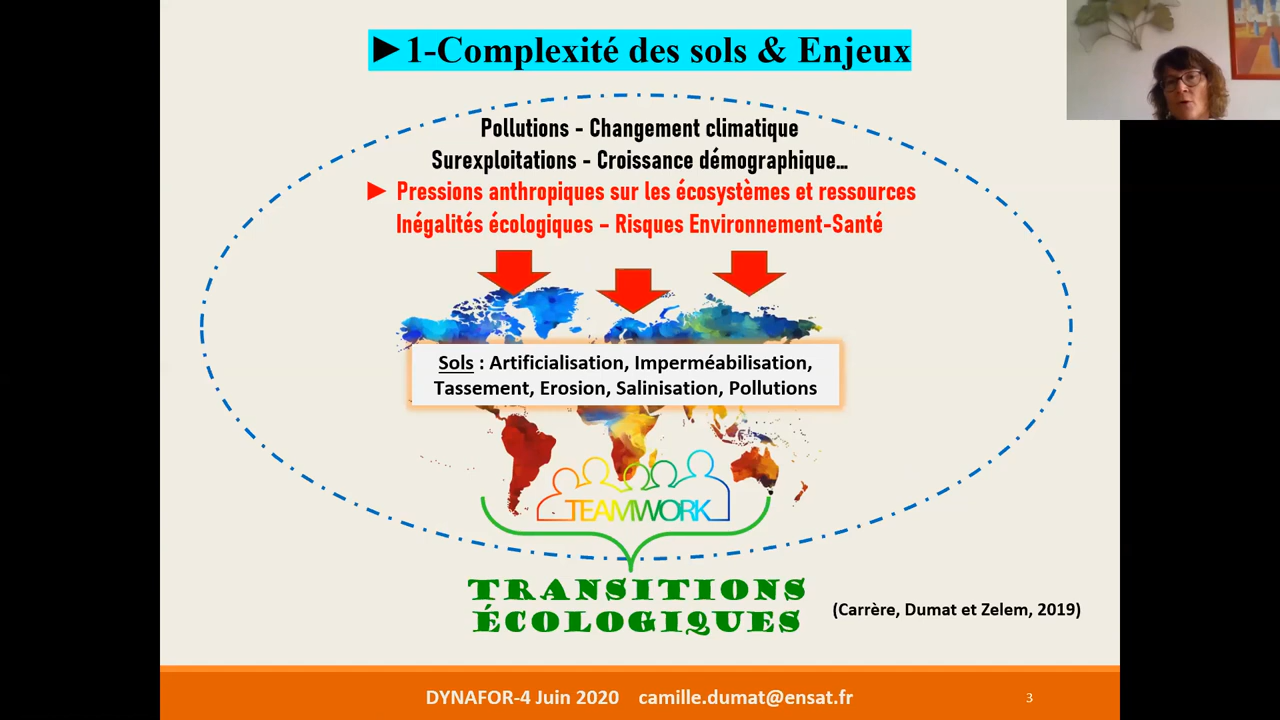 ►1-Complexité des sols & Enjeux
Pollutions - Changement climatique
Surexploitations - Croissance démographique...
► Pressions anthropiques sur les écosystèmes et ressources
Inégalités écologiques – Risques Environnement-Santé
Sols : Artificialisation, Imperméabilisation,
Tassement, Erosion, Salinisation, Pollutions
TEAMWORK
TRANSITIONS
ÉCOLOGIQUES
(Carrère, Dumat et Zelem, 2019)
DYNAFOR-4 Juin 2020 camille.dumat@ensat.fr
3